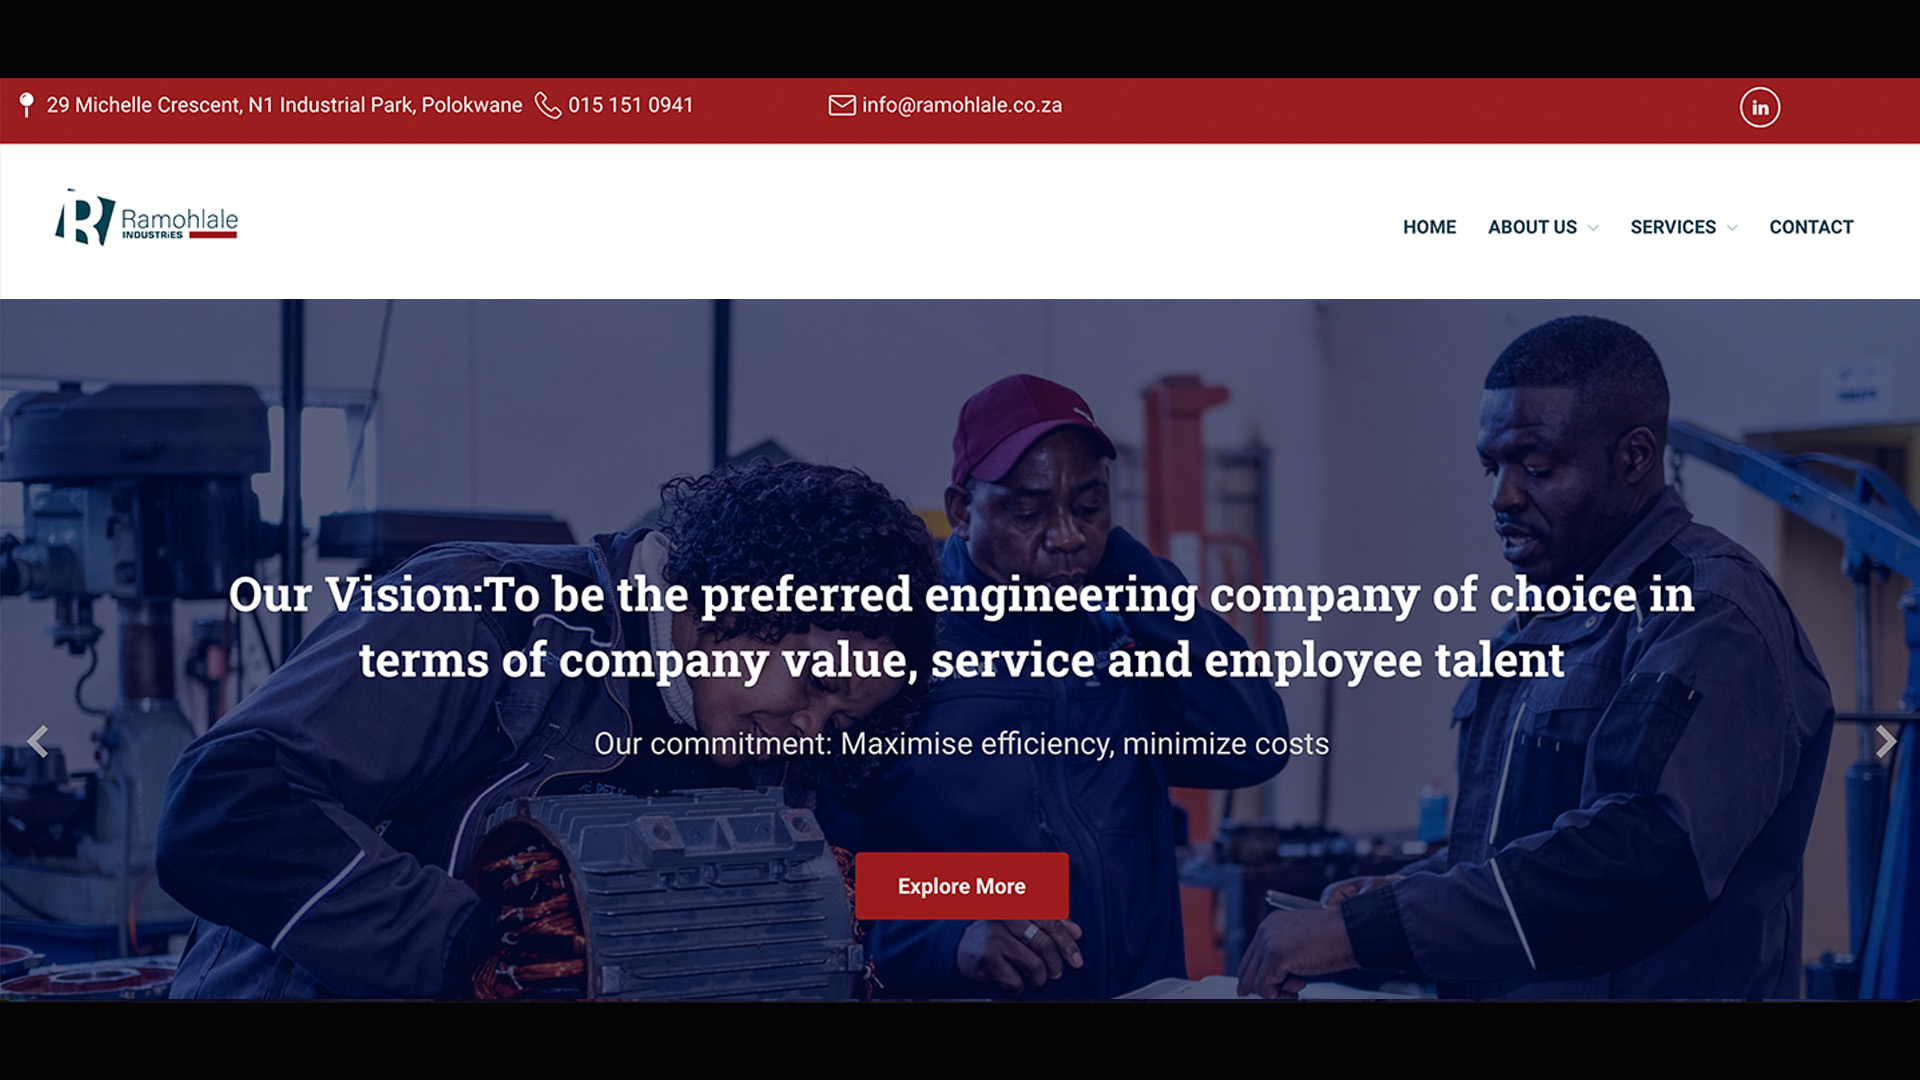 29 Michelle Crescent, N1 Industrial Park, Polokwane 015 151 0941 info@ramohlale.co.za in
R Ramohlale
INDUSTRiES
HOME ABOUT US SERVICES CONTACT
Our Vision:To be the preferred engineering company of choice in
terms of company value, service and employee talent
Our commitment: Maximise efficiency, minimize costs
Explore More